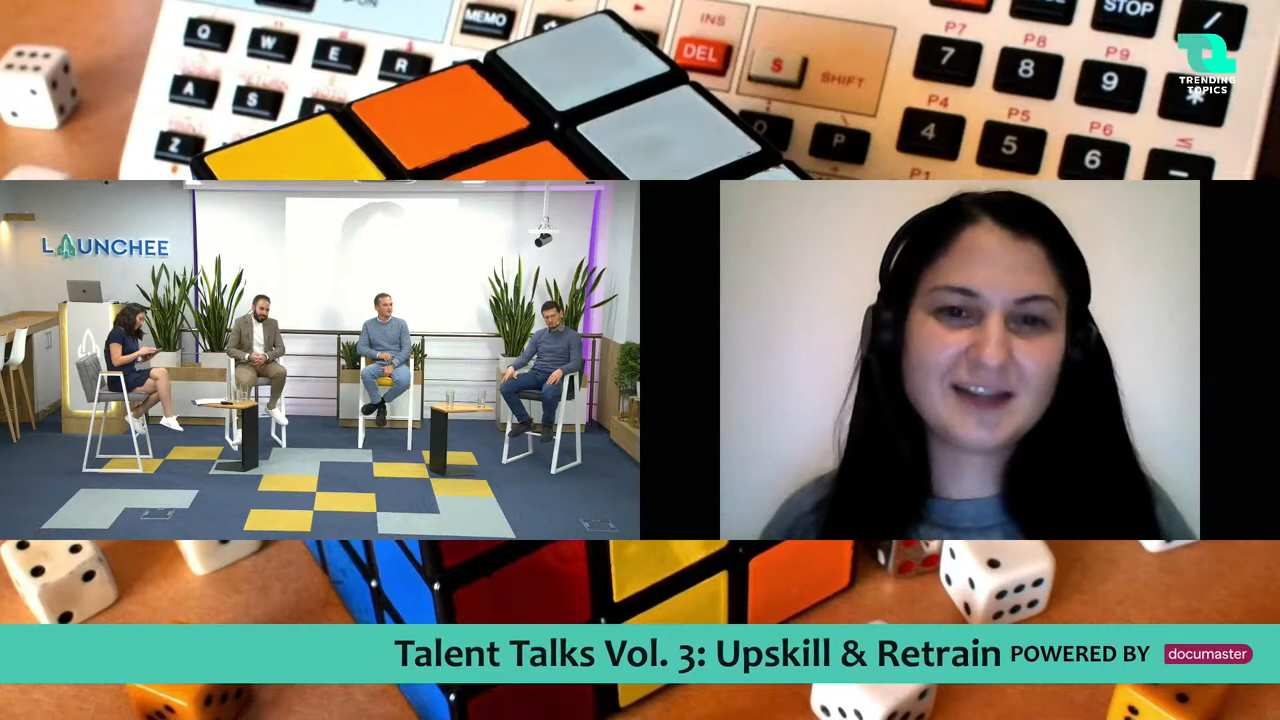 MEMO
INS
DEL
STOP
/
Q
W
E
R
S
SHIFT
P7
P8
P9
7
8
9
*
TRENDING
TOPICS
A
S
P4
P5
P6
4
5
6
Z
P
P1
LAUNCHEE
Talent Talks Vol. 3: Upskill & Retrain POWERED BY documaster